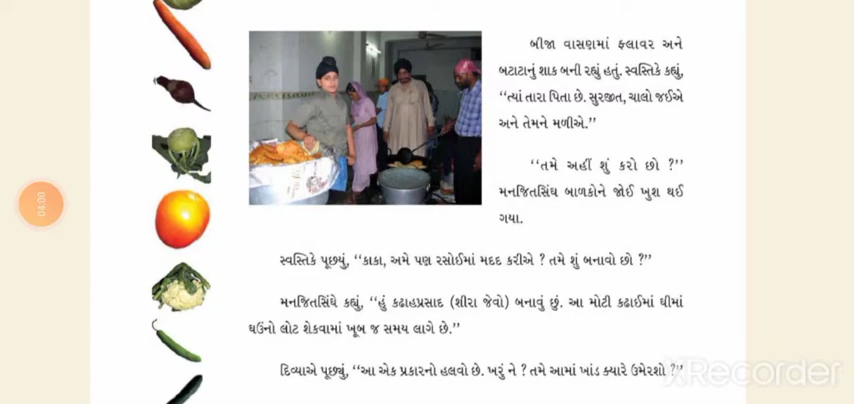 બીજા વાસણમાં ફ્લાવર અને
બટાટાનું શાક બની રહ્યું હતું. સ્વસ્તિકે કહ્યું,
“ત્યાં તારા પિતા છે. સુરજીત, ચાલો જઈએ
અને તેમને મળીએ.”
“તમે અહીં શું કરો છો ?”
મનજિતસિંઘ બાળકોને જોઈ ખુશ થઈ
ગયા.
સ્વસ્તિકે પૂછ્યું, “કાકા, અમે પણ રસોઈમાં મદદ કરીએ ? તમે શું બનાવો છો ?”
મનજિતસિંઘે કહ્યું, “હું કઢાહપ્રસાદ (શીરા જેવો) બનાવું છું. આ મોટી કઢાઈમાં ઘીમાં
ઘઉંનો લોટ શેકવામાં ખૂબ જ સમય લાગે છે.”
દિવ્યાએ પૂછ્યું, “આ એક પ્રકારનો હલવો છે. ખરું ને ? તમે આમાં ખાંડ ક્યારે ઉમેરશો ?”
04:09
XRecorder